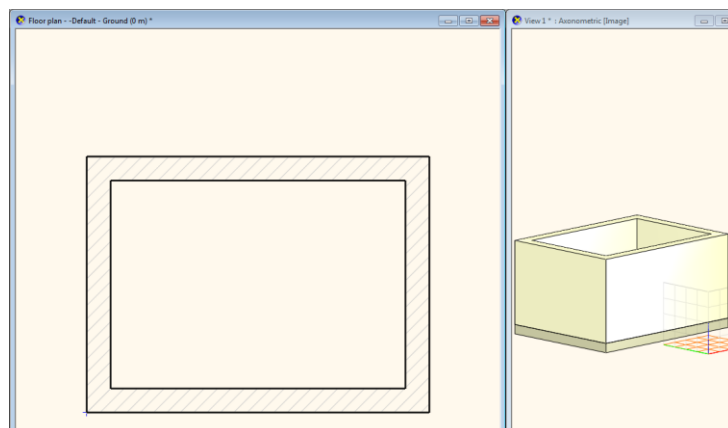 Floor plan - -Default - Ground (0 m) *
View 1 * : Axonometric [Image]